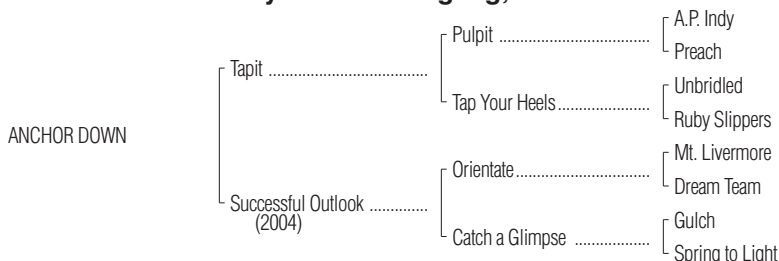 A.P. Indy
Pulpit ......................................
Preach
Tapit ........................................
Unbridled
Tap Your Heels.......................
Ruby Slippers
ANCHOR DOWN
Mt. Livermore
Orientate..................................
Dream Team
Successful Outlook ..............
(2004)
Gulch
Catch a Glimpse ...................
Spring to Light